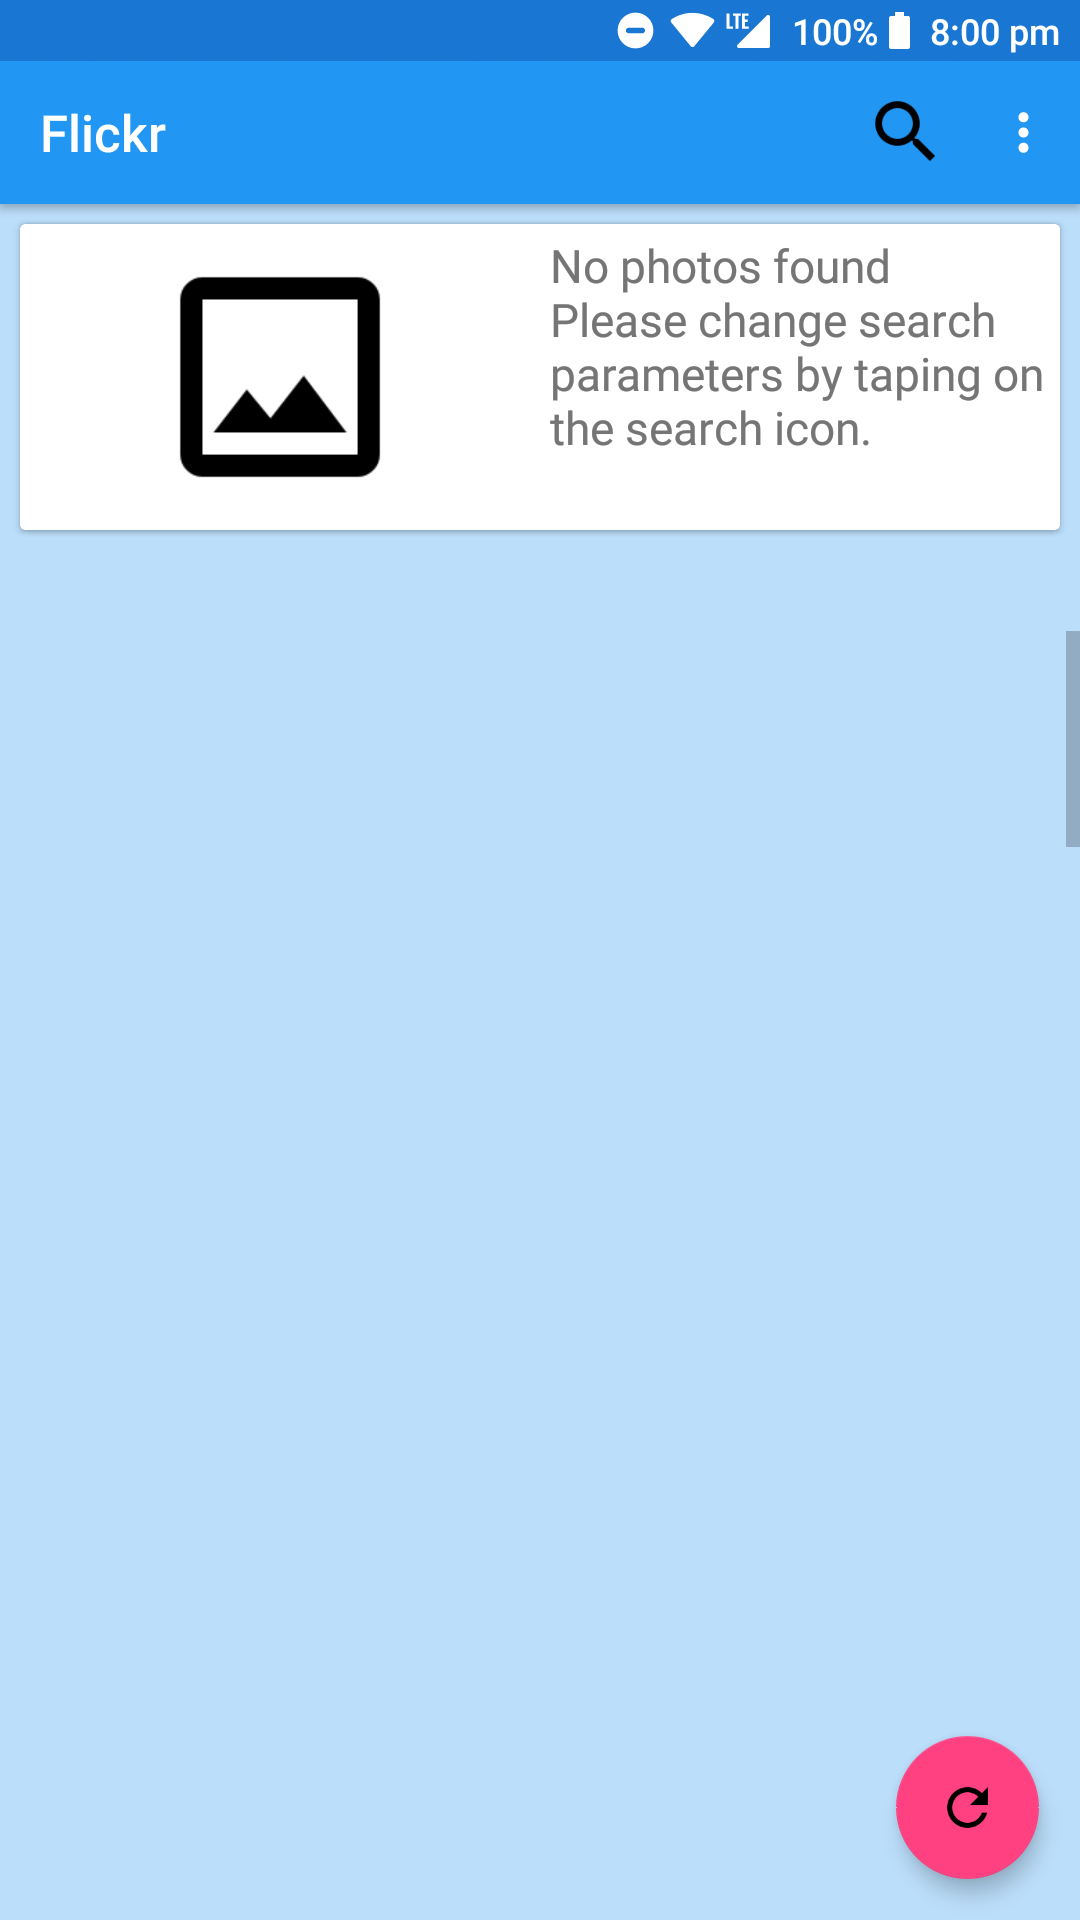 LTE 100% 8:00 pm
Flickr
No photos found
Please change search
parameters by taping on
the search icon.